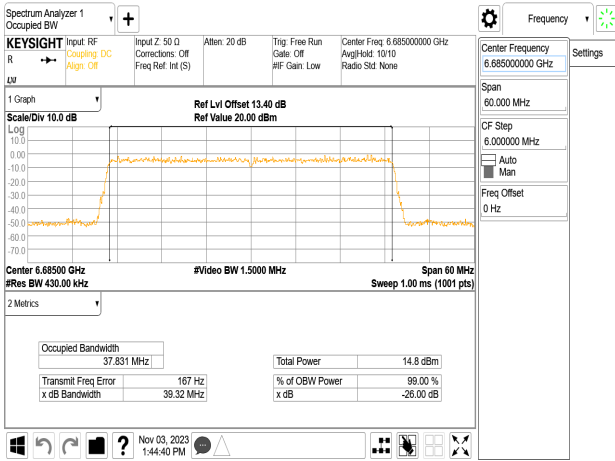 Spectrum Analyzer 1
Occupied BW
Frequency
KEYSIGHT
R
Input: RF
Coupling: DC
Align: Off
Input Z: 50 Ω
Corrections: Off
Freq Ref: Int (S)
Atten: 20 dB
Trig: Free Run
Gate: Off
#IF Gain: Low
Center Freq: 6.685000000 GHz
Avg|Hold: 10/10
Radio Std: None
Center Frequency
6.685000000 GHz
Settings
Span
60.000 MHz
CF Step
6.000000 MHz
Auto
Man
Freq Offset
0 Hz
1 Graph
Scale/Div 10.0 dB
Ref Lvl Offset 13.40 dB
Ref Value 20.00 dBm
Log
10.0
0.00
-10.0
-20.0
-30.0
-40.0
-50.0
-60.0
-70.0
Center 6.68500 GHz
#Video BW 1.5000 MHz
Span 60 MHz
#Res BW 430.00 kHz
Sweep 1.00 ms (1001 pts)
2 Metrics
Occupied Bandwidth
37.831 MHz
Total Power 14.8 dBm
Transmit Freq Error 167 Hz
% of OBW Power 99.00 %
x dB Bandwidth 39.32 MHz
x dB -26.00 dB
?
Nov 03, 2023
1:44:40 PM